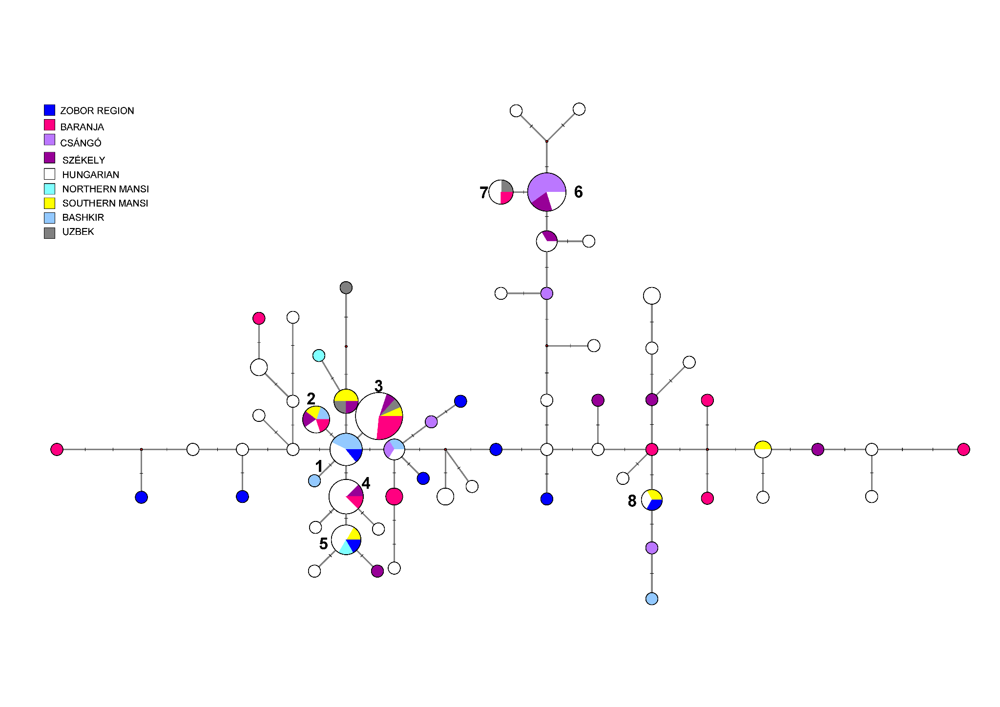 ZOBOR REGION
BARANJA
CSÁNGÓ
SZÉKELY
HUNGARIAN
NORTHERN MANSI
SOUTHERN MANSI
BASHKIR
UZBEK
7
6
3
2
1
4
8
5